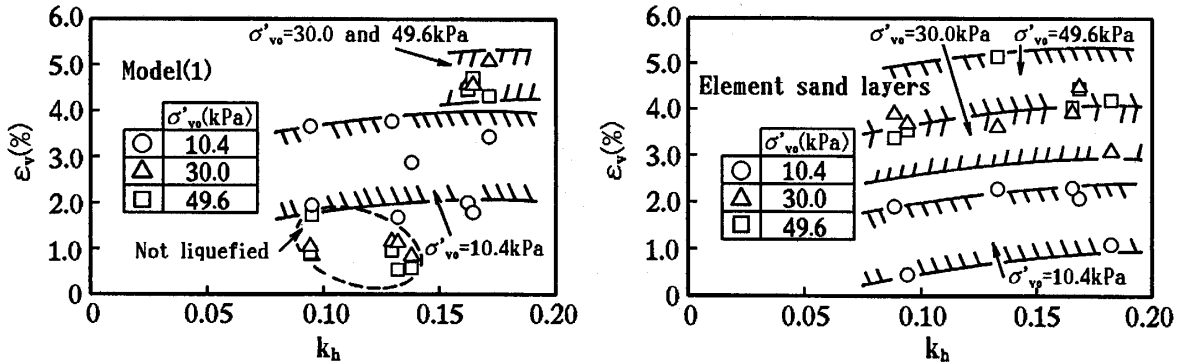 6.0
5.0
4.0
3.0
2.0
1.0
0
εv(%)
σ'vo=30.0 and 49.6kPa
Model(1)
σ'vo(kPa)
○ 10.4
△ 30.0
□ 49.6
Not liquefied
σ'vo=10.4kPa
0 0.05 0.10 0.15 0.20
kh
6.0
5.0
4.0
3.0
2.0
1.0
0
εv(%)
σ'vo=30.0kPa
σ'vo=49.6kPa
Element sand layers
σ'vo(kPa)
○ 10.4
△ 30.0
□ 49.6
σ'vo=10.4kPa
0 0.05 0.10 0.15 0.20
kh